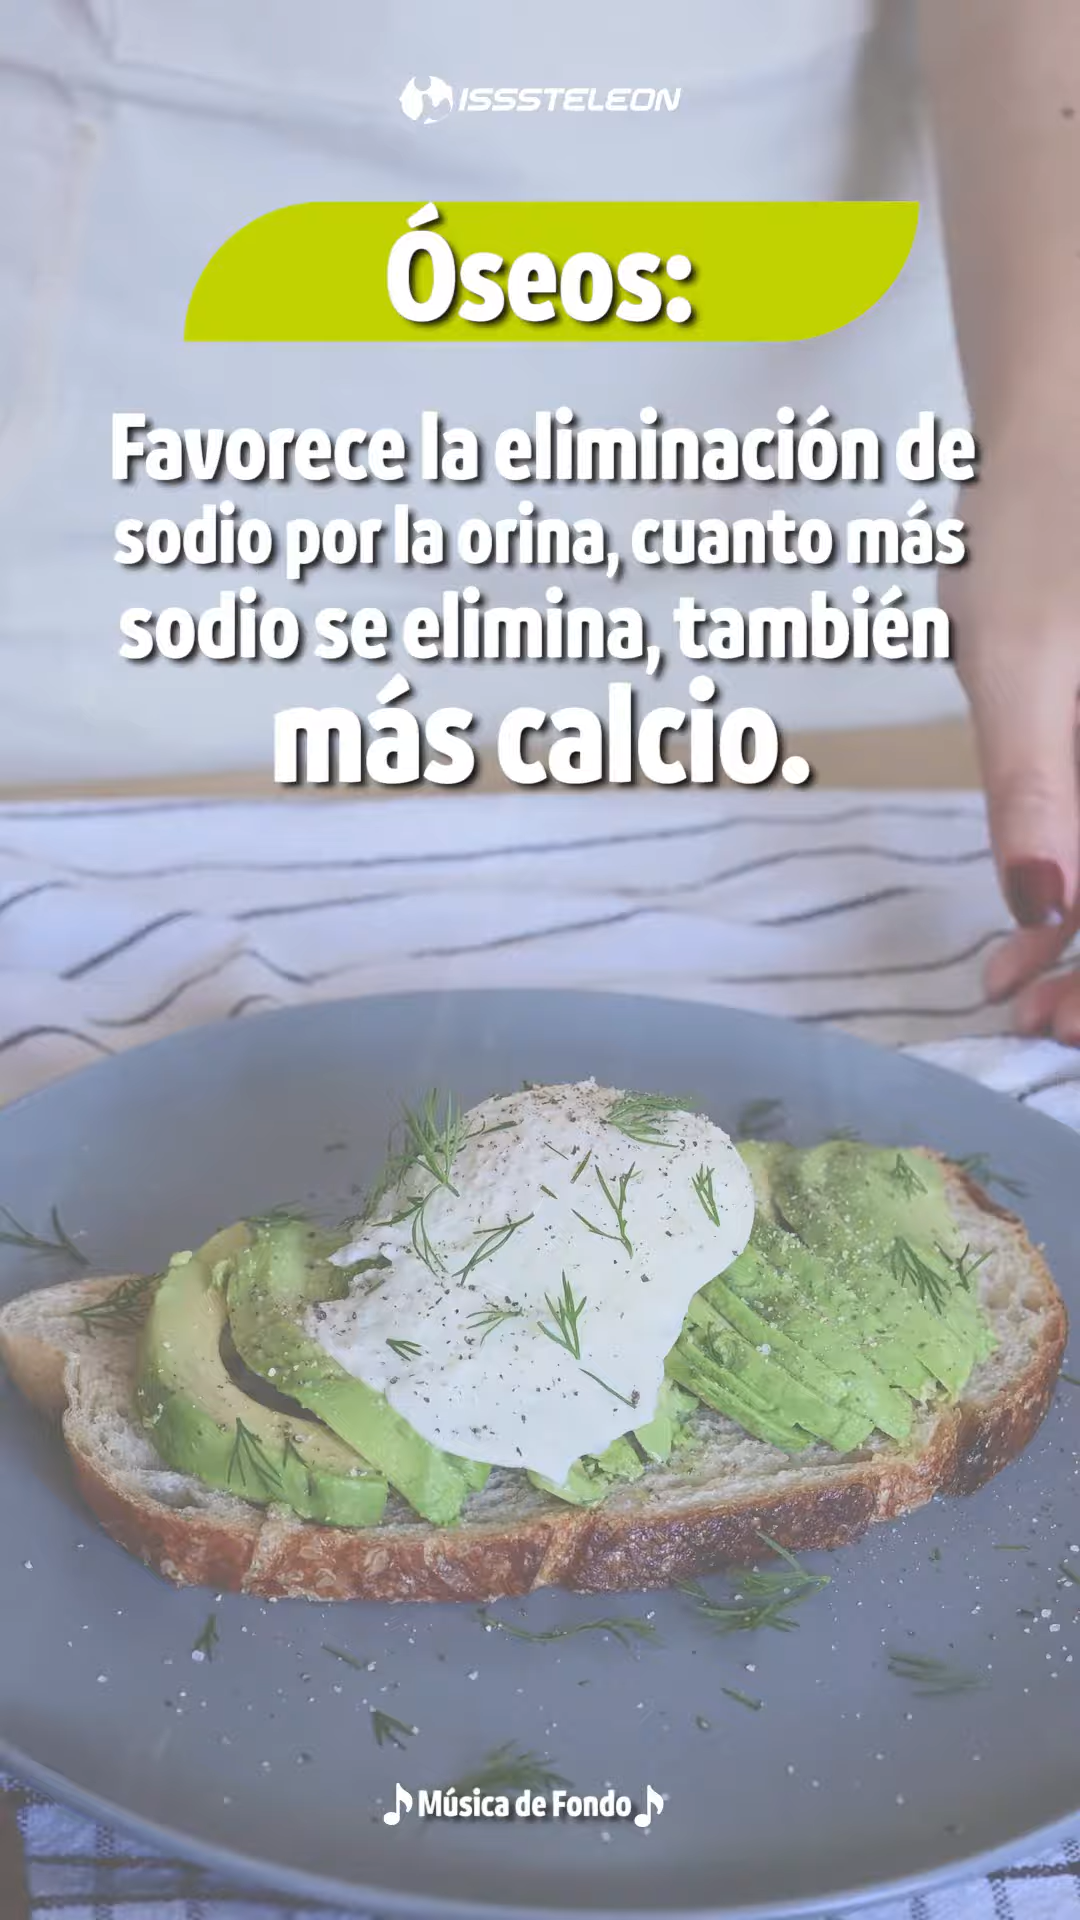 ISSSTELEON
Óseos:
Favorece la eliminación de
sodio por la orina, cuanto más
sodio se elimina, también
más calcio.
♪ Música de Fondo ♪